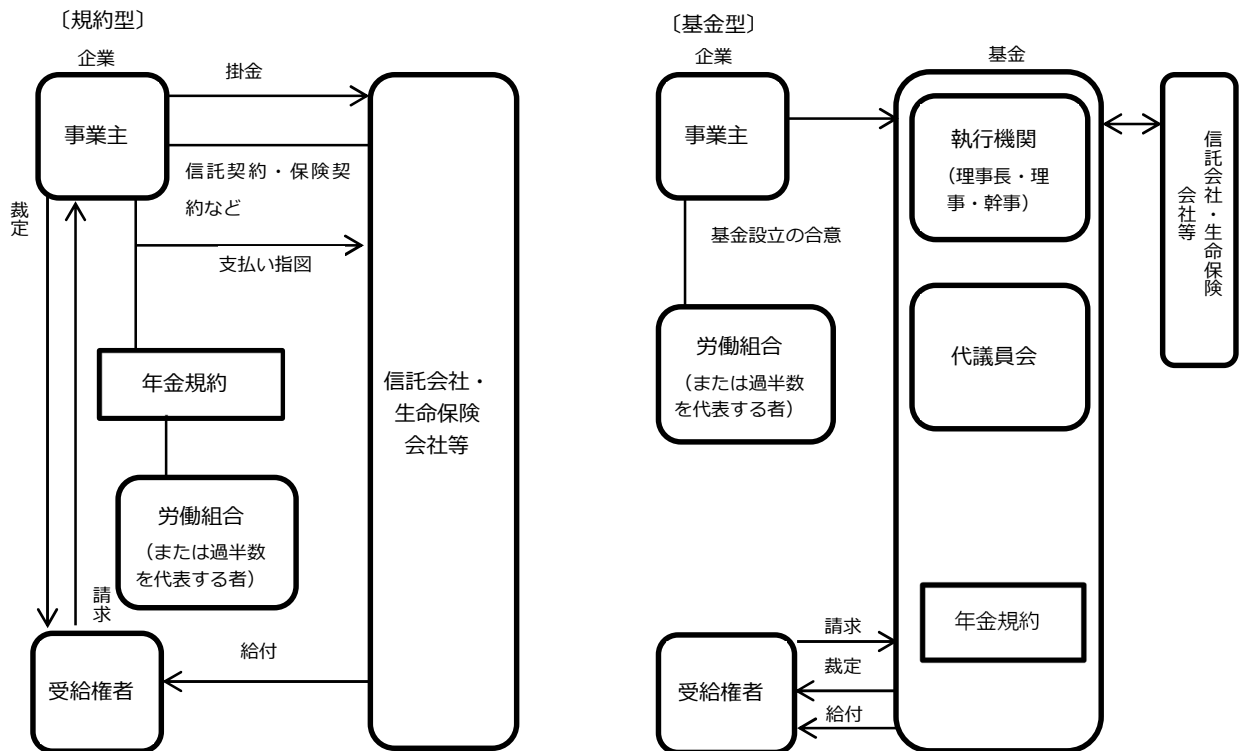 〔規約型〕
企業
掛金
事業主
信託契約・保険契
約など
裁定
支払い指図
年金規約
信託会社・
生命保険
会社等
労働組合
（または過半数
を代表する者）
請求
給付
受給権者
〔基金型〕
企業
基金
事業主
執行機関
（理事長・理
事・幹事）
信託会社・生命保険
会社等
基金設立の合意
労働組合
（または過半数
を代表する者）
代議員会
年金規約
請求
裁定
給付
受給権者